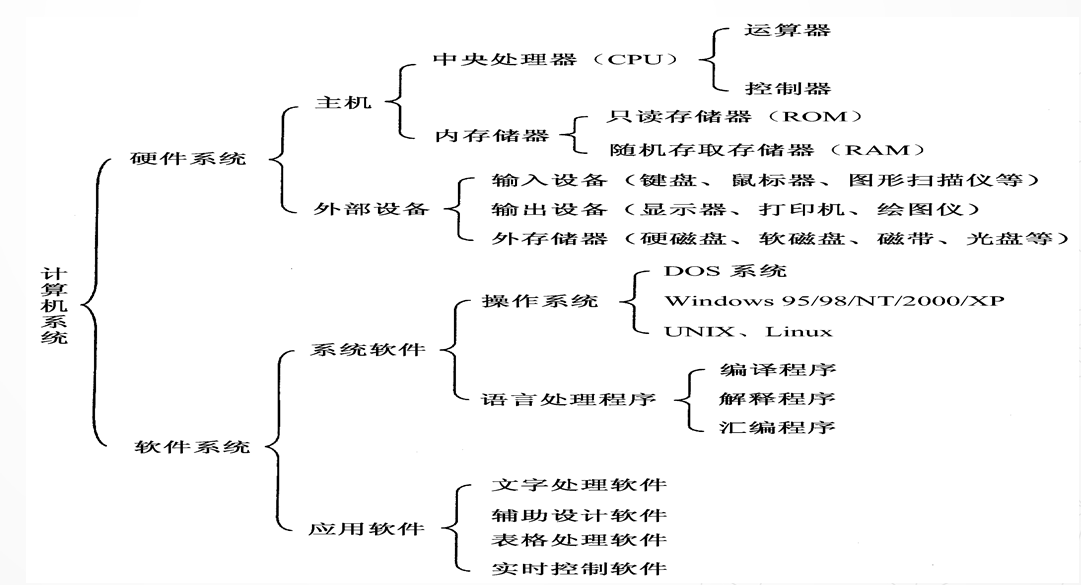 计算机系统
硬件系统
主机
中央处理器（CPU）
运算器
控制器
内存储器
只读存储器（ROM）
随机存取存储器（RAM）
外部设备
输入设备（键盘、鼠标器、图形扫描仪等）
输出设备（显示器、打印机、绘图仪）
外存储器（硬磁盘、软磁盘、磁带、光盘等）
软件系统
系统软件
操作系统
DOS 系统
Windows 95/98/NT/2000/XP
UNIX、Linux
语言处理程序
编译程序
解释程序
汇编程序
应用软件
文字处理软件
辅助设计软件
表格处理软件
实时控制软件